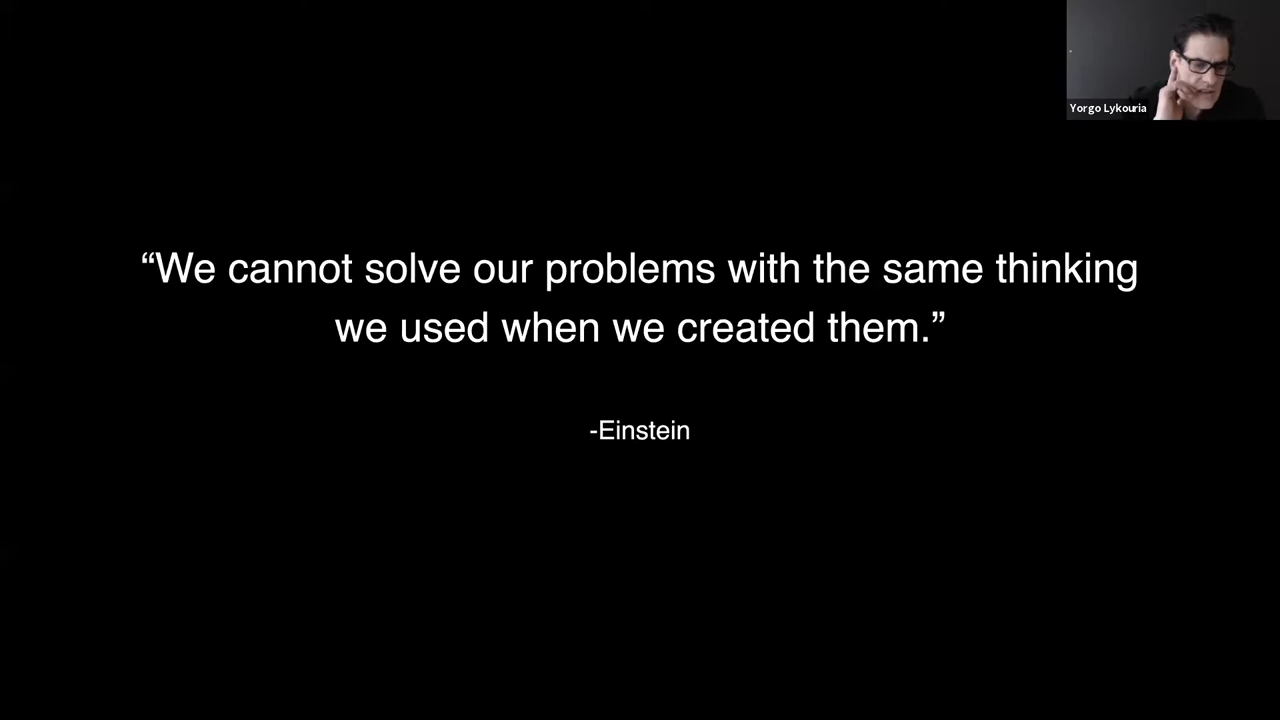 Yorgo Lykouria
“We cannot solve our problems with the same thinking
we used when we created them.”
-Einstein